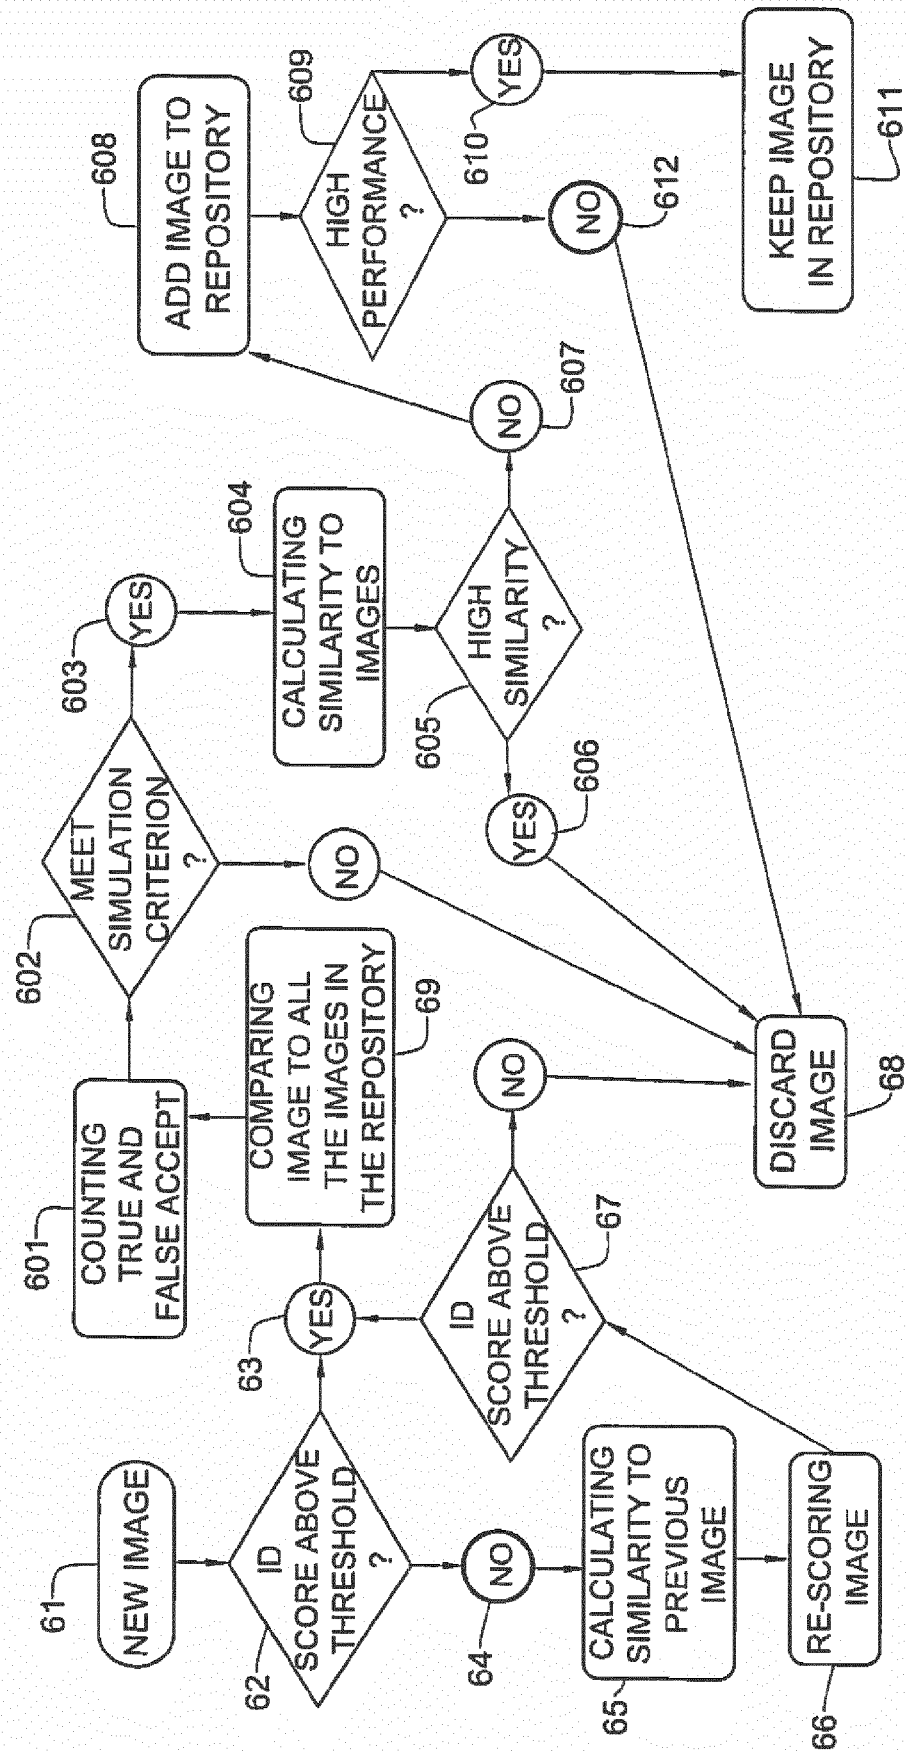 61
NEW IMAGE
62
ID
SCORE ABOVE
THRESHOLD
?
63
YES
64
NO
65
CALCULATING
SIMILARITY TO
PREVIOUS
IMAGE
66
RE-SCORING
IMAGE
67
ID
SCORE ABOVE
THRESHOLD
?
NO
DISCARD
IMAGE
68
COMPARING
IMAGE TO ALL
THE IMAGES IN
THE REPOSITORY
69
601
COUNTING
TRUE AND
FALSE ACCEPT
602
MEET
SIMULATION
CRITERION
?
NO
603
YES
604
CALCULATING
SIMILARITY TO
IMAGES
605
HIGH
SIMILARITY
?
YES
606
NO
607
608
ADD IMAGE TO
REPOSITORY
609
HIGH
PERFORMANCE
?
610
YES
NO
612
KEEP IMAGE
IN REPOSITORY
611